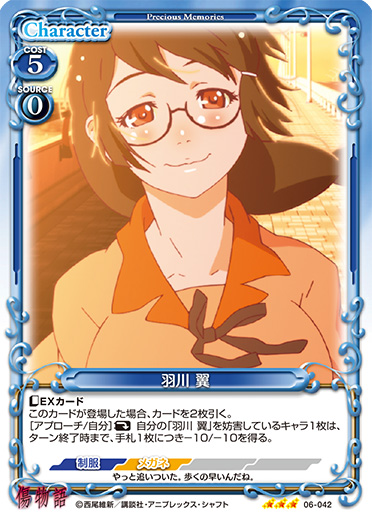 Precious Memories
Character
COST
5
SOURCE
0
羽川 翼
EXカード
このカードが登場した場合、カードを2枚引く。
[アプローチ/自分] 自分の「羽川 翼」を妨害しているキャラ1枚は、
ターン終了時まで、手札1枚につき−10/−10を得る。
制服 メガネ
やっと追いついた。歩くの早いんだね。
傷物語 ©西尾維新/講談社・アニプレックス・シャフト 06-042